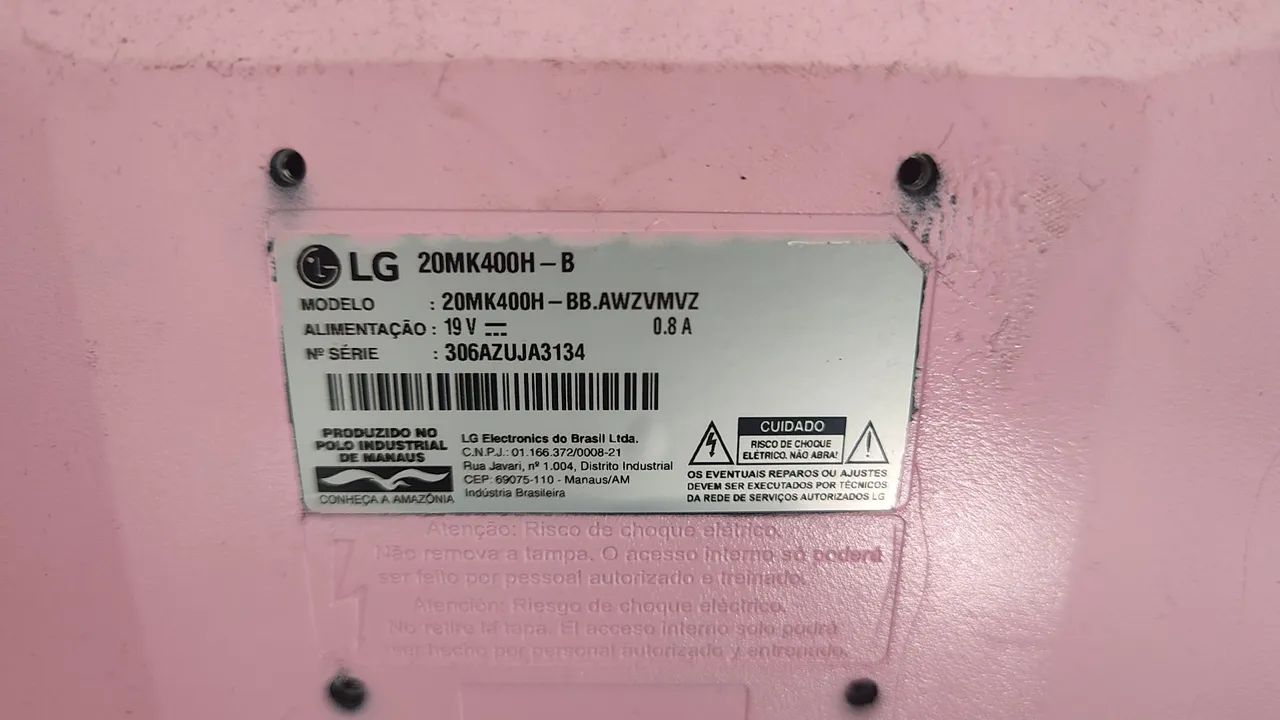 LG 20MK400H-B
MODELO : 20MK400H-BB.AWZVMVZ
ALIMENTAÇÃO : 19 V 0.8 A
Nº SÉRIE : 306AZUJA3134
PRODUZIDO NO
POLO INDUSTRIAL
DE MANAUS
CONHEÇA A AMAZÔNIA
LG Electronics do Brasil Ltda.
C.N.P.J.: 01.166.372/0008-21
Rua Javari, nº 1.004, Distrito Industrial
CEP: 69075-110 - Manaus/AM
Indústria Brasileira
CUIDADO
RISCO DE CHOQUE
ELÉTRICO. NÃO ABRA!
OS EVENTUAIS REPAROS OU AJUSTES
DEVEM SER EXECUTADOS POR TÉCNICOS
DA REDE DE SERVIÇOS AUTORIZADOS LG
Atenção: Risco de choque elétrico.
Não remova a tampa. O acesso interno só poderá
ser feito por pessoal autorizado e treinado.
Atención: Riesgo de choque eléctrico.
No retire la tapa. El acceso interno solo podrá
ser hecho por personal autorizado y entrenado.